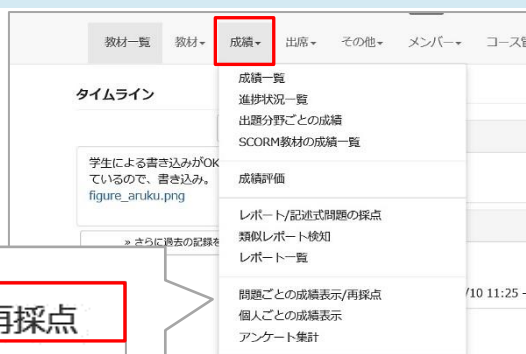 教材一覧 教材▾ 成績▾ 出席▾ その他▾ メンバー▾ コース
タイムライン
成績一覧
進捗状況一覧
出題分野ごとの成績
SCORM教材の成績一覧
成績評価
レポート/記述式問題の採点
類似レポート検知
レポート一覧
問題ごとの成績表示/再採点
個人ごとの成績表示
アンケート集計
学生による書き込みがOK
ているので、書き込み。
figure_aruku.png
» さらに過去の記録を
/10 11:25 -
再採点